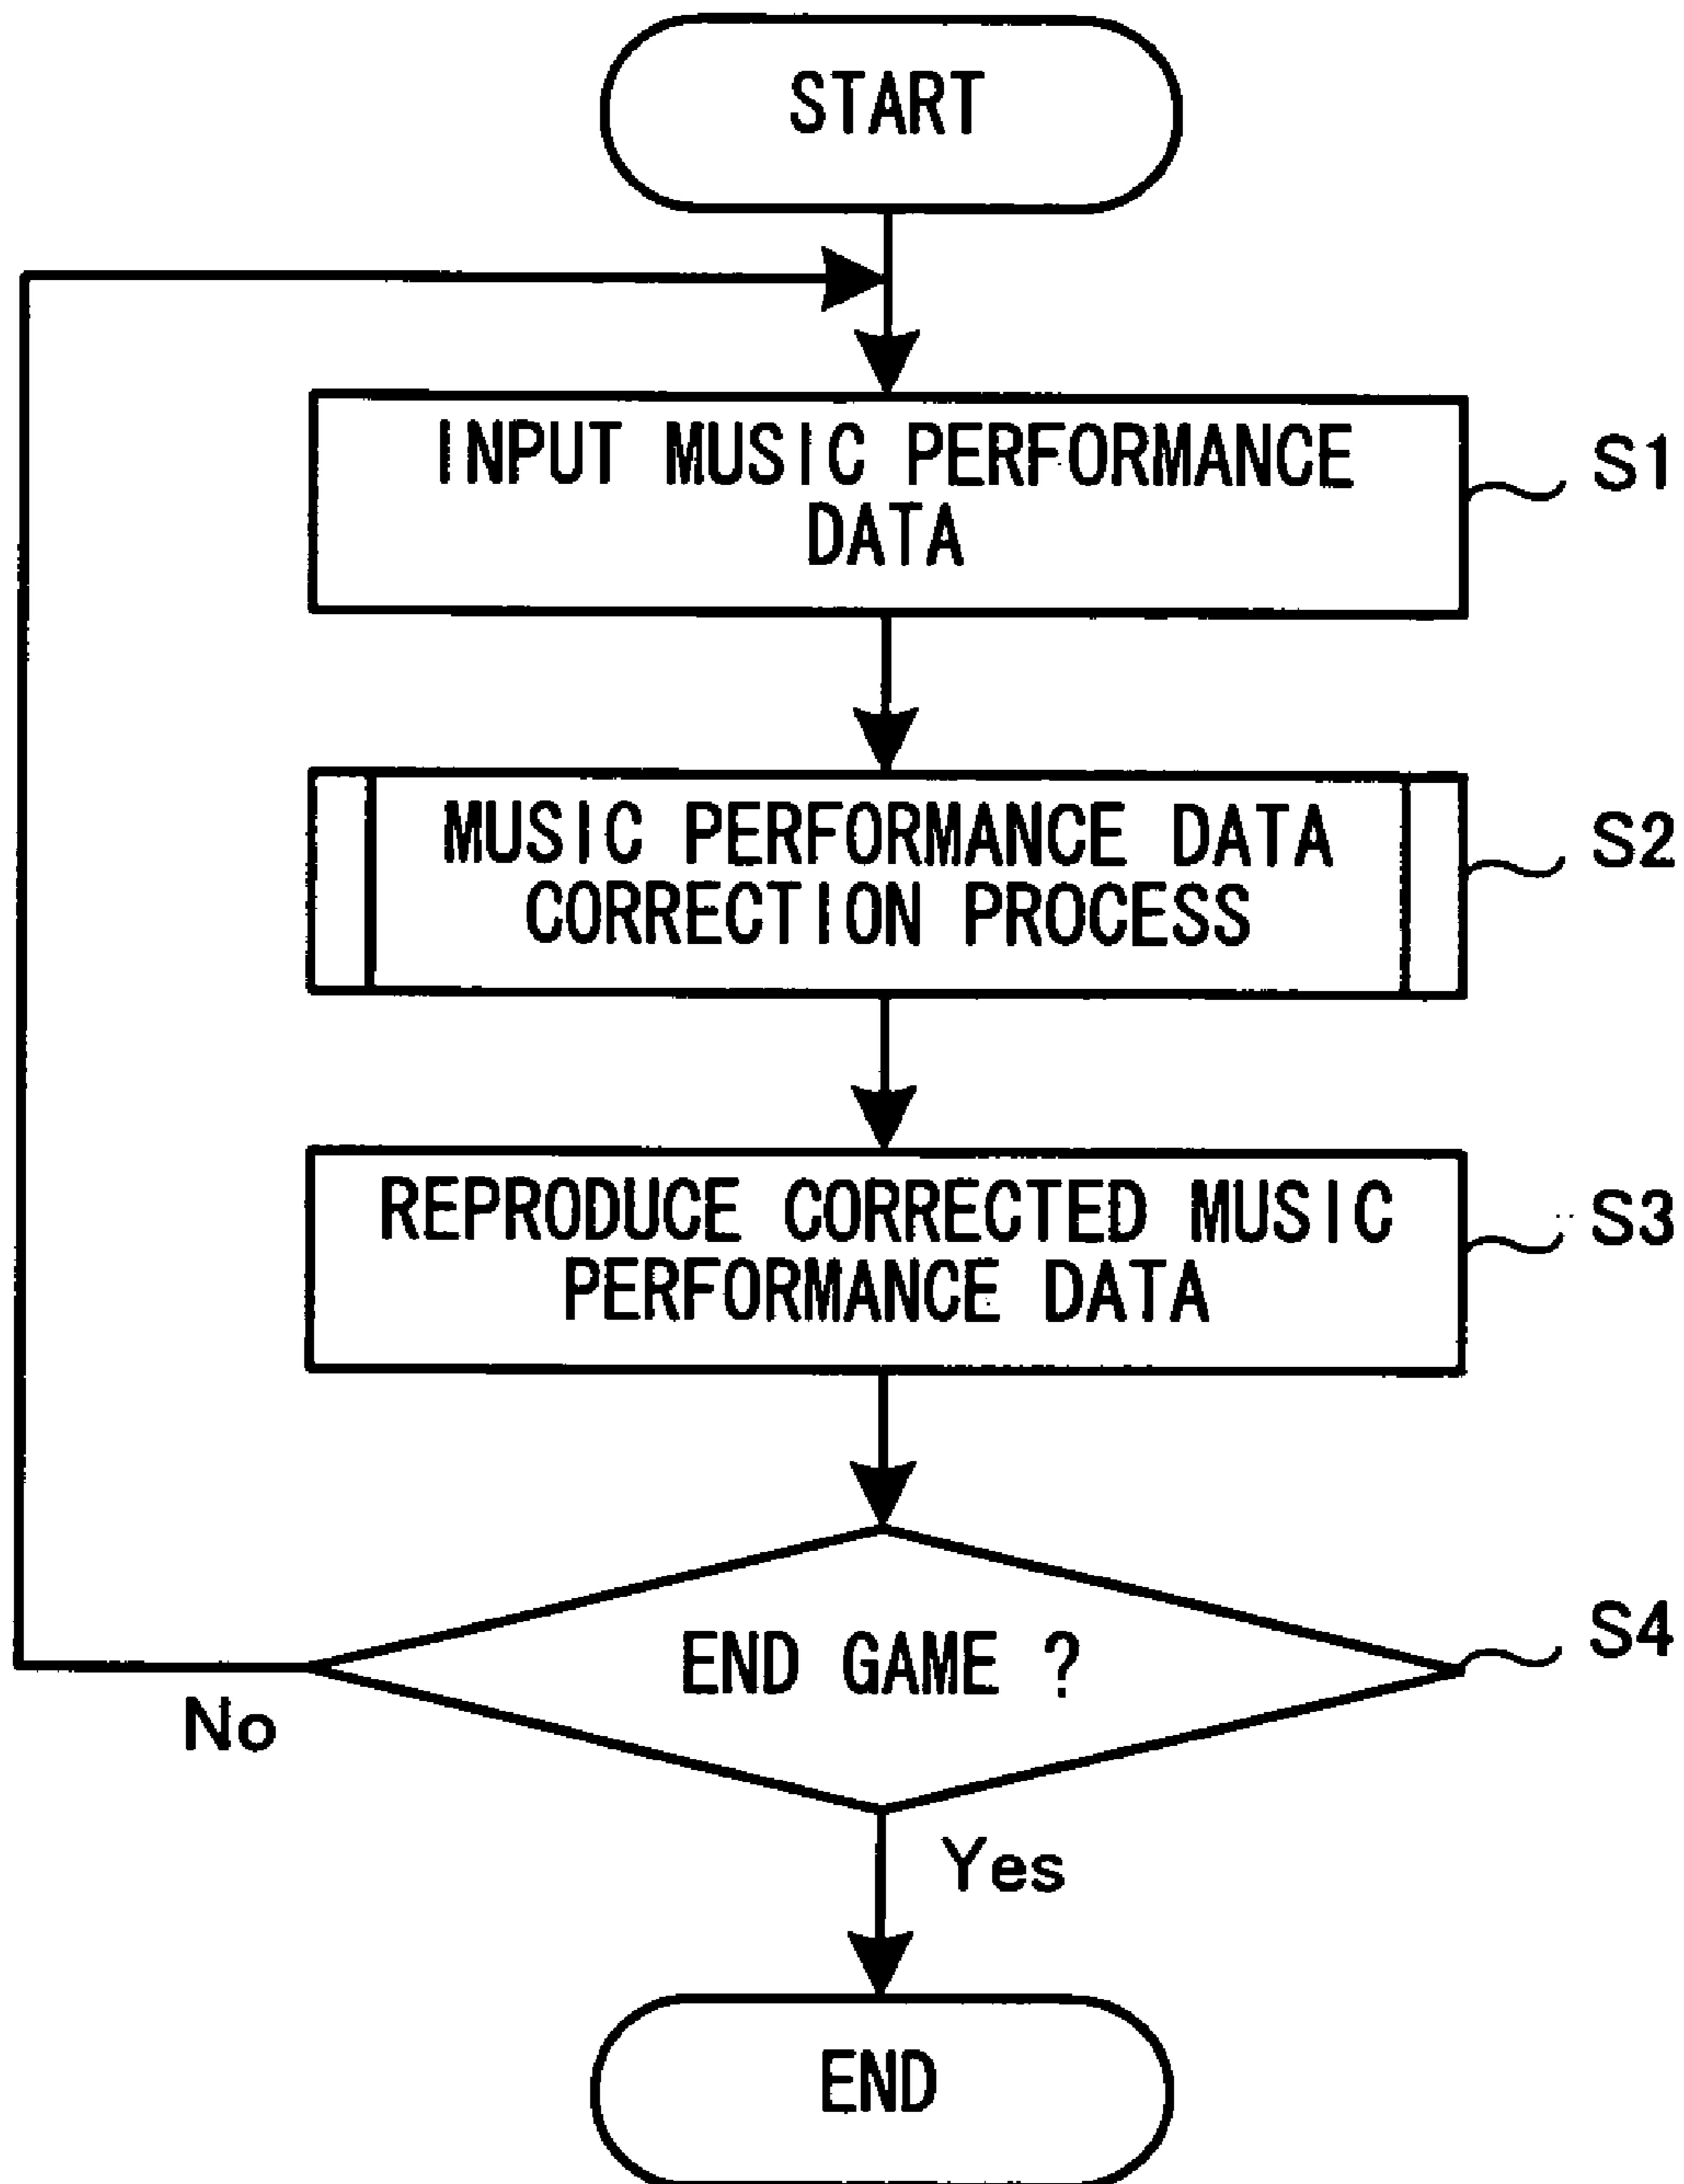 START
INPUT MUSIC PERFORMANCE
DATA
S1
MUSIC PERFORMANCE DATA
CORRECTION PROCESS
S2
REPRODUCE CORRECTED MUSIC
PERFORMANCE DATA
S3
END GAME ?
S4
No
Yes
END